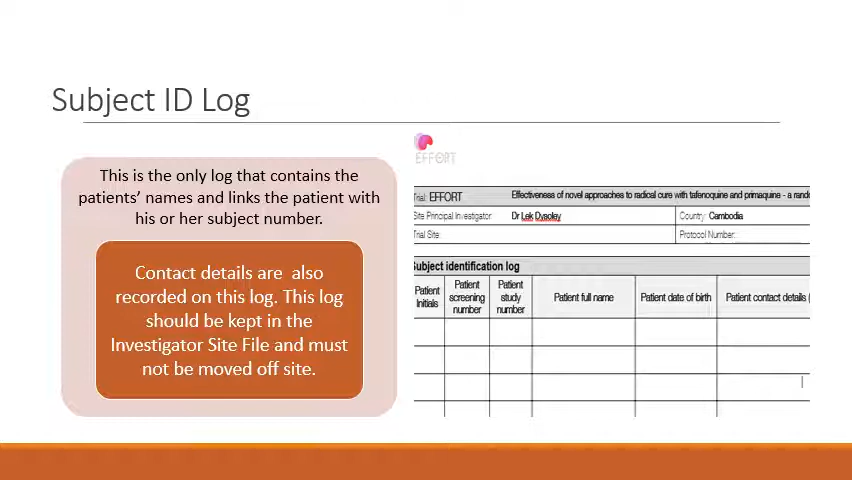 Subject ID Log
This is the only log that contains the
patients’ names and links the patient with
his or her subject number.
Contact details are also
recorded on this log. This log
should be kept in the
Investigator Site File and must
not be moved off site.
EFFORT
Trial: EFFORT
Effectiveness of novel approaches to radical cure with tafenoquine and primaquine - a rando
Site Principal Investigator
Dr Lek Dysoley
Country: Cambodia
Trial Site:
Protocol Number:
Subject identification log
Patient
Initials
Patient
screening
number
Patient
study
number
Patient full name
Patient date of birth
Patient contact details (